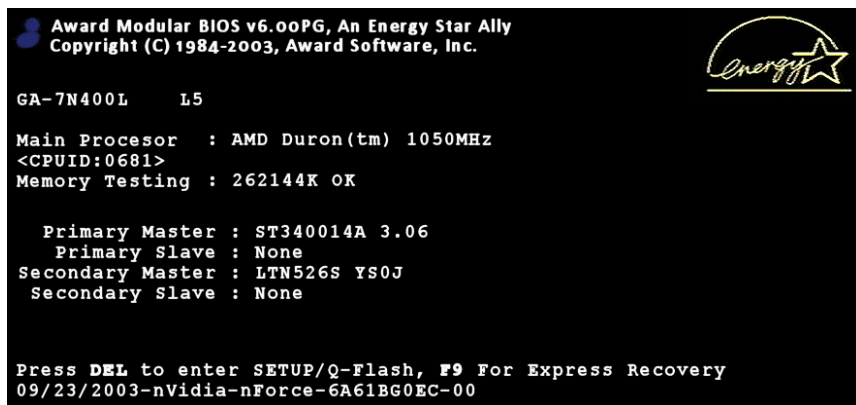 Award Modular BIOS v6.00PG, An Energy Star Ally
Copyright (C) 1984-2003, Award Software, Inc.
energy
GA-7N400L L5
Main Procesor : AMD Duron(tm) 1050MHz
<CPUID:0681>
Memory Testing : 262144K OK
Primary Master : ST340014A 3.06
Primary Slave : None
Secondary Master : LTN526S YS0J
Secondary Slave : None
Press DEL to enter SETUP/Q-Flash, F9 For Express Recovery
09/23/2003-nVidia-nForce-6A61BG0EC-00